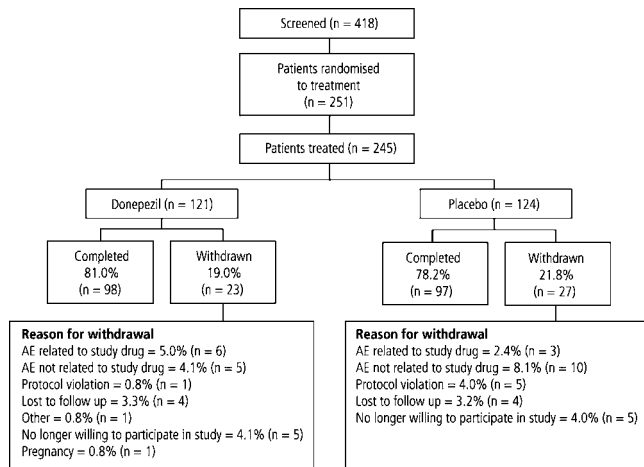 Screened (n = 418)
Patients randomised
to treatment
(n = 251)
Patients treated (n = 245)
Donepezil (n = 121)
Placebo (n = 124)
Completed
81.0%
(n = 98)
Withdrawn
19.0%
(n = 23)
Completed
78.2%
(n = 97)
Withdrawn
21.8%
(n = 27)
Reason for withdrawal
AE related to study drug = 5.0% (n = 6)
AE not related to study drug = 4.1% (n = 5)
Protocol violation = 0.8% (n = 1)
Lost to follow up = 3.3% (n = 4)
Other = 0.8% (n = 1)
No longer willing to participate in study = 4.1% (n = 5)
Pregnancy = 0.8% (n = 1)
Reason for withdrawal
AE related to study drug = 2.4% (n = 3)
AE not related to study drug = 8.1% (n = 10)
Protocol violation = 4.0% (n = 5)
Lost to follow up = 3.2% (n = 4)
No longer willing to participate in study = 4.0% (n = 5)